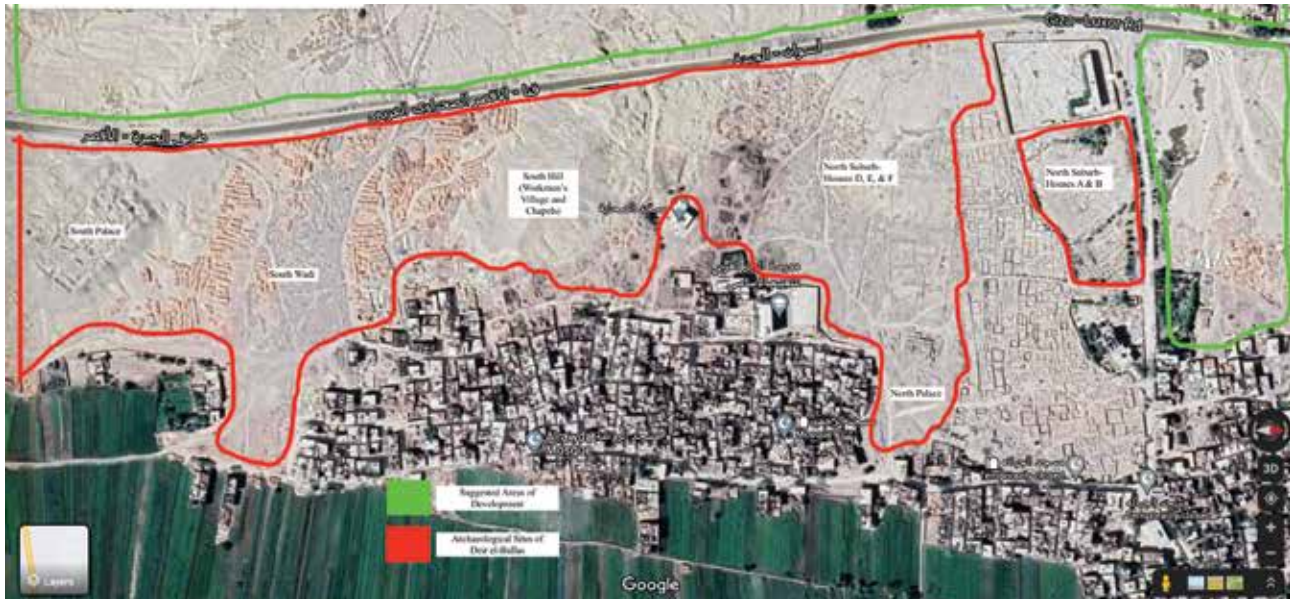 Giza - Luxor Rd
أسوان - الجيزة
طريق الجيزة - الأقصر
North Suburb-
Houses D, E, & F
North Suburb-
Houses A & B
South Hill
(Workmen's
Village and
Chapels)
South Palace
South Wadi
North Palace
Suggested Areas of
Development
Archaeological Sites of
Deir el-Ballas
3D
Layers
Google